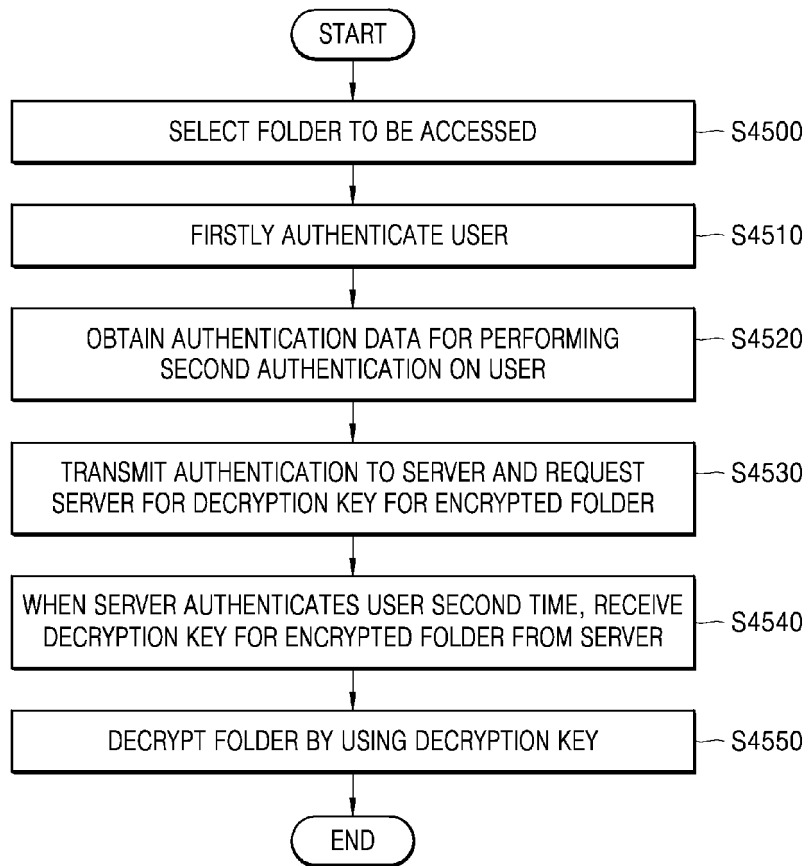 START
SELECT FOLDER TO BE ACCESSED
S4500
FIRSTLY AUTHENTICATE USER
S4510
OBTAIN AUTHENTICATION DATA FOR PERFORMING
SECOND AUTHENTICATION ON USER
S4520
TRANSMIT AUTHENTICATION TO SERVER AND REQUEST
SERVER FOR DECRYPTION KEY FOR ENCRYPTED FOLDER
S4530
WHEN SERVER AUTHENTICATES USER SECOND TIME, RECEIVE
DECRYPTION KEY FOR ENCRYPTED FOLDER FROM SERVER
S4540
DECRYPT FOLDER BY USING DECRYPTION KEY
S4550
END